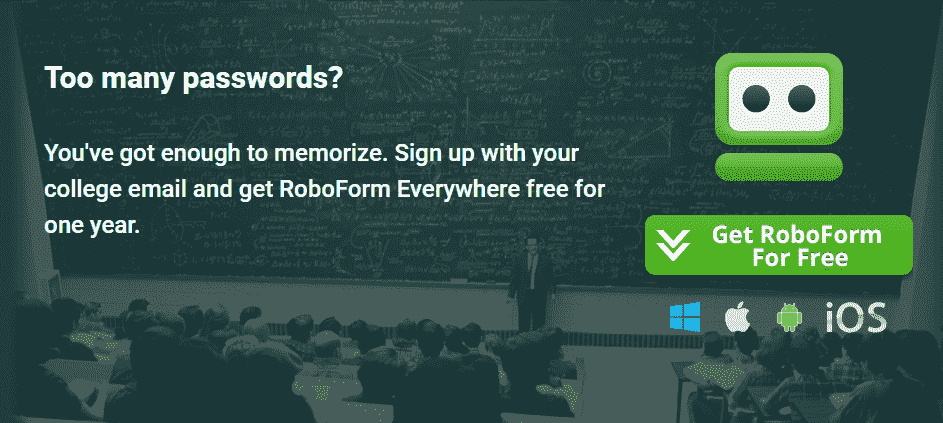 Too many passwords?
You've got enough to memorize. Sign up with your
college email and get RoboForm Everywhere free for
one year.
Get RoboForm
For Free
iOS